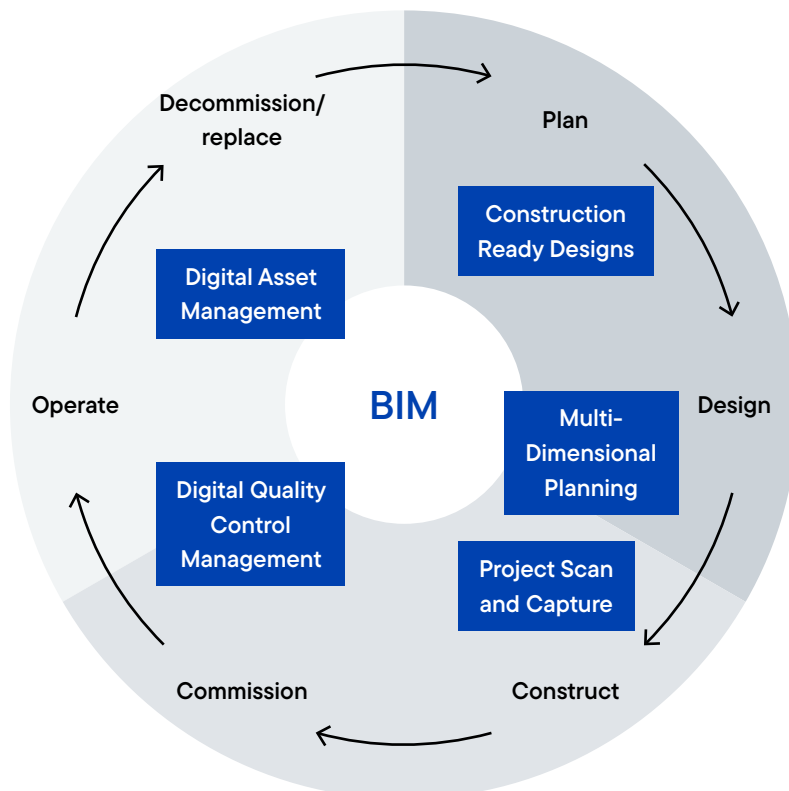 Decommission/
replace
Plan
Construction
Ready Designs
Digital Asset
Management
Operate
BIM
Multi-
Dimensional
Planning
Design
Digital Quality
Control
Management
Project Scan
and Capture
Commission
Construct